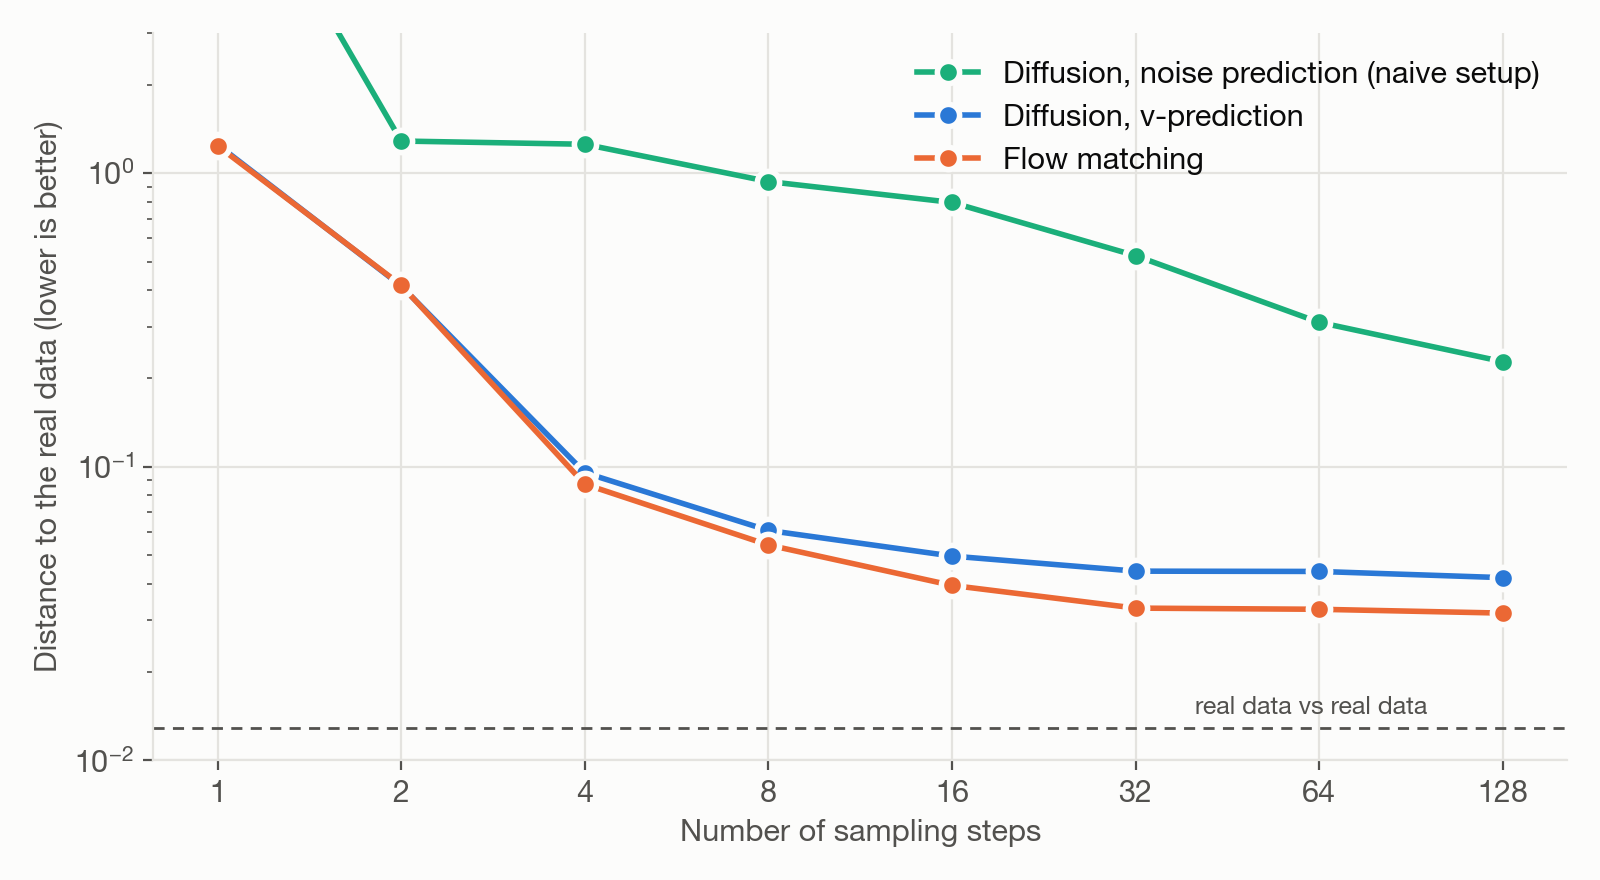 Diffusion, noise prediction (naive setup)
Diffusion, v-prediction
Flow matching
Distance to the real data (lower is better)
10⁰
10⁻¹
10⁻²
real data vs real data
1 2 4 8 16 32 64 128
Number of sampling steps